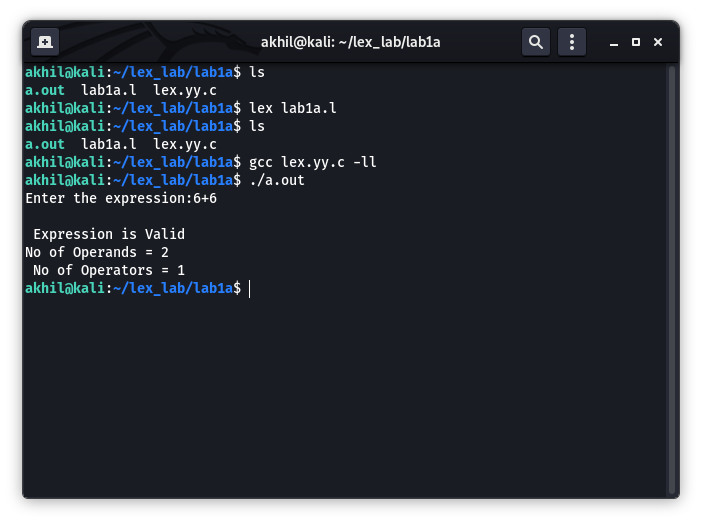 akhil@kali: ~/lex_lab/lab1a
akhil@kali:~/lex_lab/lab1a$ ls
a.out  lab1a.l  lex.yy.c
akhil@kali:~/lex_lab/lab1a$ lex lab1a.l
akhil@kali:~/lex_lab/lab1a$ ls
a.out  lab1a.l  lex.yy.c
akhil@kali:~/lex_lab/lab1a$ gcc lex.yy.c -ll
akhil@kali:~/lex_lab/lab1a$ ./a.out
Enter the expression:6+6
 Expression is Valid
No of Operands = 2
 No of Operators = 1
akhil@kali:~/lex_lab/lab1a$